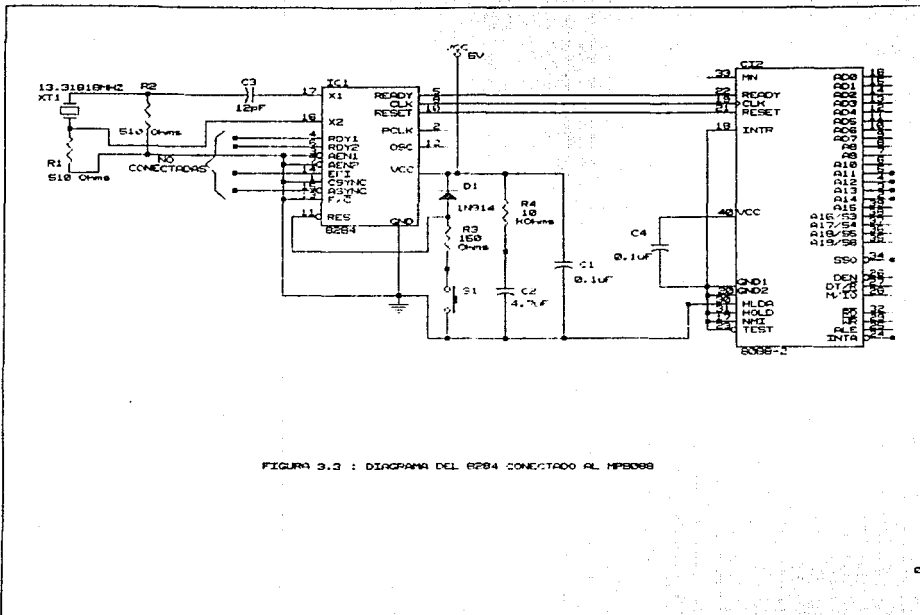 5V
13.31818MHZ
XT1
R2
510 Ohms
R1
510 Ohms
C3
12pF
NO
CONECTADAS
IC1
17 X1
16 X2
4 RDY1
RDY2
AEN1
AEN2
14 EFI
CSYNC
ASYNC
F/C
11 RES
READY
CLK
RESET
PCLK 2
OSC 12
VCC
GND
8284
D1
1N914
R3
150
Ohms
S1
R4
10
KOhms
C2
4.7uF
C1
0.1uF
C4
0.1uF
CI2
33 MN
22 READY
19 CLK
21 RESET
18 INTR
40 VCC
GND1
GND2
HLDA
HOLD
NMI
TEST
AD0
AD1
AD2
AD3
AD4
AD5
AD6
AD7
A8
A9
A10
A11
A12
A13
A14
A15
A16/S3
A17/S4
A18/S5
A19/S6
SSO 34
DEN 26
DT/R
M/IO
RD 32
ALE
INTA
8088-2
FIGURA 3.3 : DIAGRAMA DEL 8284 CONECTADO AL MP8088